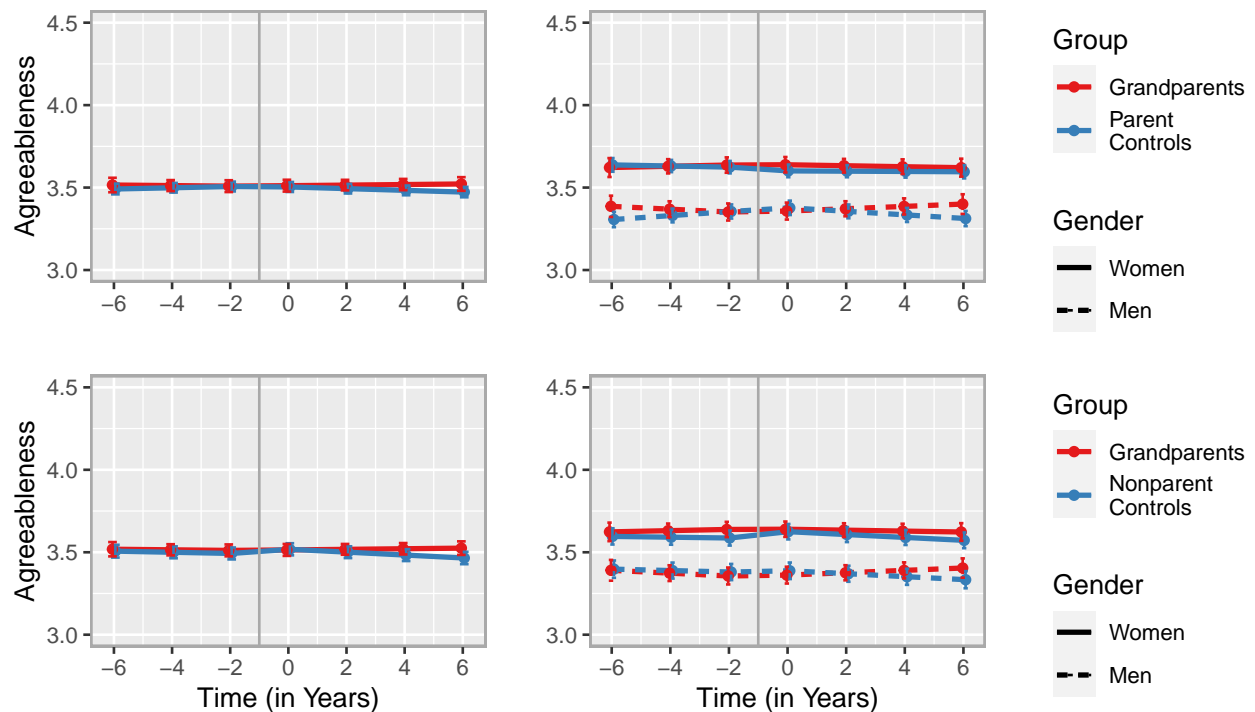 Agreeableness
4.5
4.0
3.5
3.0
−6 −4 −2 0 2 4 6
4.5
4.0
3.5
3.0
−6 −4 −2 0 2 4 6
Group
Grandparents
Parent
Controls
Gender
Women
Men
Agreeableness
4.5
4.0
3.5
3.0
−6 −4 −2 0 2 4 6
Time (in Years)
4.5
4.0
3.5
3.0
−6 −4 −2 0 2 4 6
Time (in Years)
Group
Grandparents
Nonparent
Controls
Gender
Women
Men